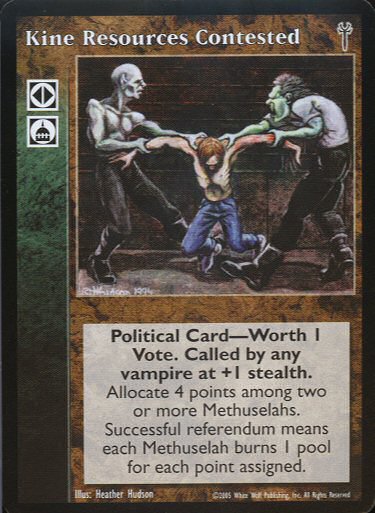 Kine Resources Contested
Political Card—Worth 1
Vote. Called by any
vampire at +1 stealth.
Allocate 4 points among two
or more Methuselahs.
Successful referendum means
each Methuselah burns 1 pool
for each point assigned.
Illus: Heather Hudson
©2005 White Wolf Publishing, Inc. All Rights Reserved